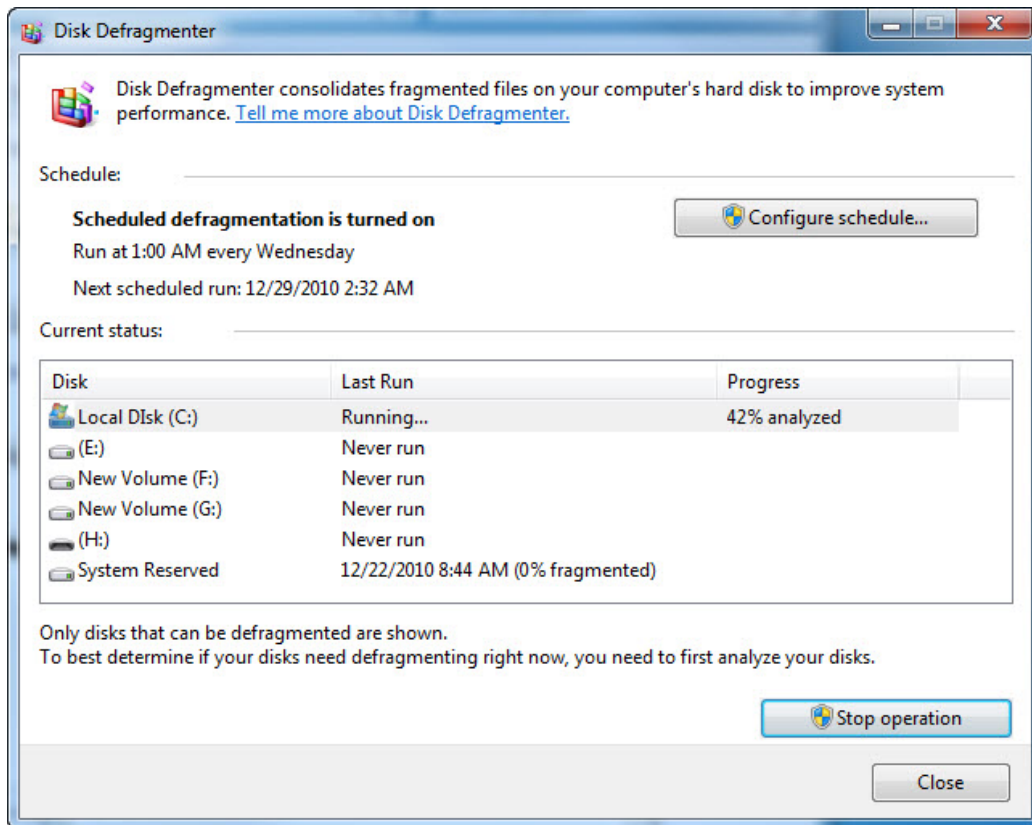 Disk Defragmenter
Disk Defragmenter consolidates fragmented files on your computer's hard disk to improve system
performance. Tell me more about Disk Defragmenter.
Schedule:
Scheduled defragmentation is turned on
Configure schedule...
Run at 1:00 AM every Wednesday
Next scheduled run: 12/29/2010 2:32 AM
Current status:
Disk Last Run Progress
Local DIsk (C:) Running... 42% analyzed
(E:) Never run
New Volume (F:) Never run
New Volume (G:) Never run
(H:) Never run
System Reserved 12/22/2010 8:44 AM (0% fragmented)
Only disks that can be defragmented are shown.
To best determine if your disks need defragmenting right now, you need to first analyze your disks.
Stop operation
Close